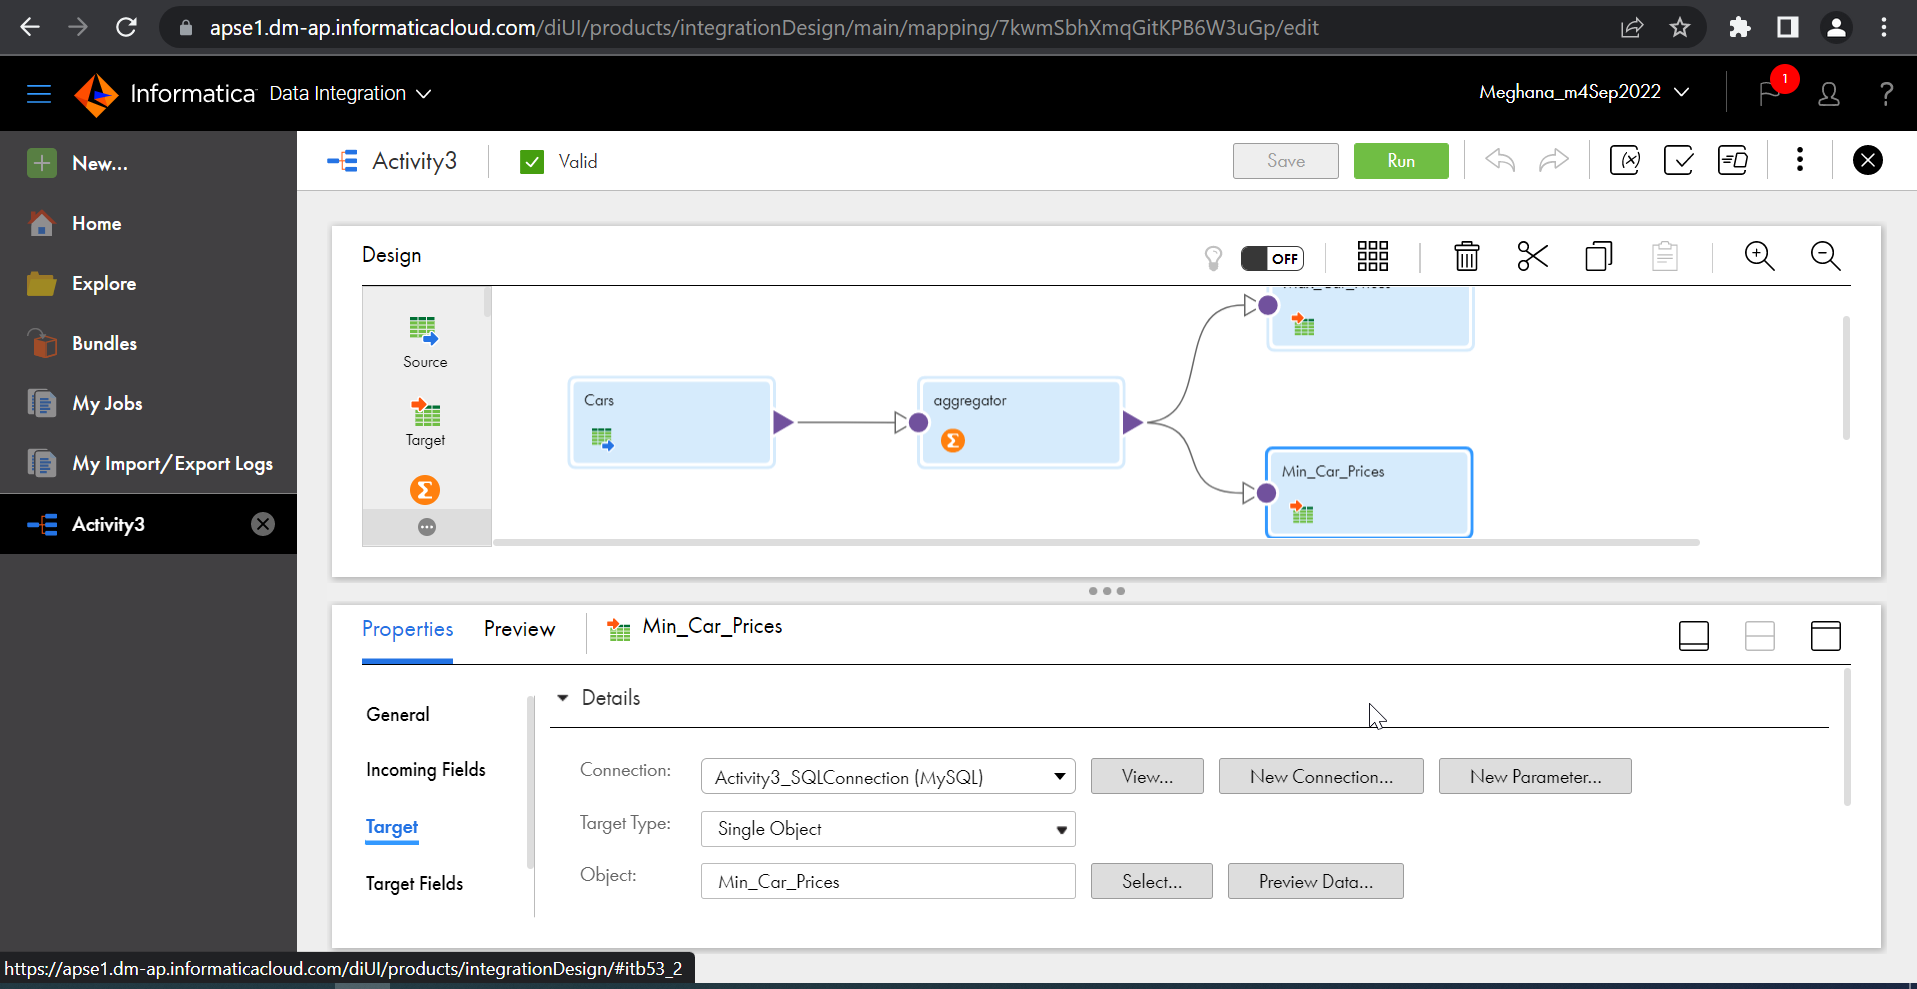 apse1.dm-ap.informaticacloud.com/diUI/products/integrationDesign/main/mapping/7kwmSbhXmqGitKPB6W3uGp/edit
Informatica Data Integration
Meghana_m4Sep2022
1
?
New...
Home
Explore
Bundles
My Jobs
My Import/Export Logs
Activity3
Activity3
Valid
Save
Run
(x)
Design
OFF
Source
Target
Σ
Cars
aggregator
Σ
Min_Car_Prices
Properties
Preview
Min_Car_Prices
General
Incoming Fields
Target
Target Fields
Details
Connection:
Activity3_SQLConnection (MySQL)
View...
New Connection...
New Parameter...
Target Type:
Single Object
Object:
Min_Car_Prices
Select...
Preview Data...
https://apse1.dm-ap.informaticacloud.com/diUI/products/integrationDesign/#itb53_2